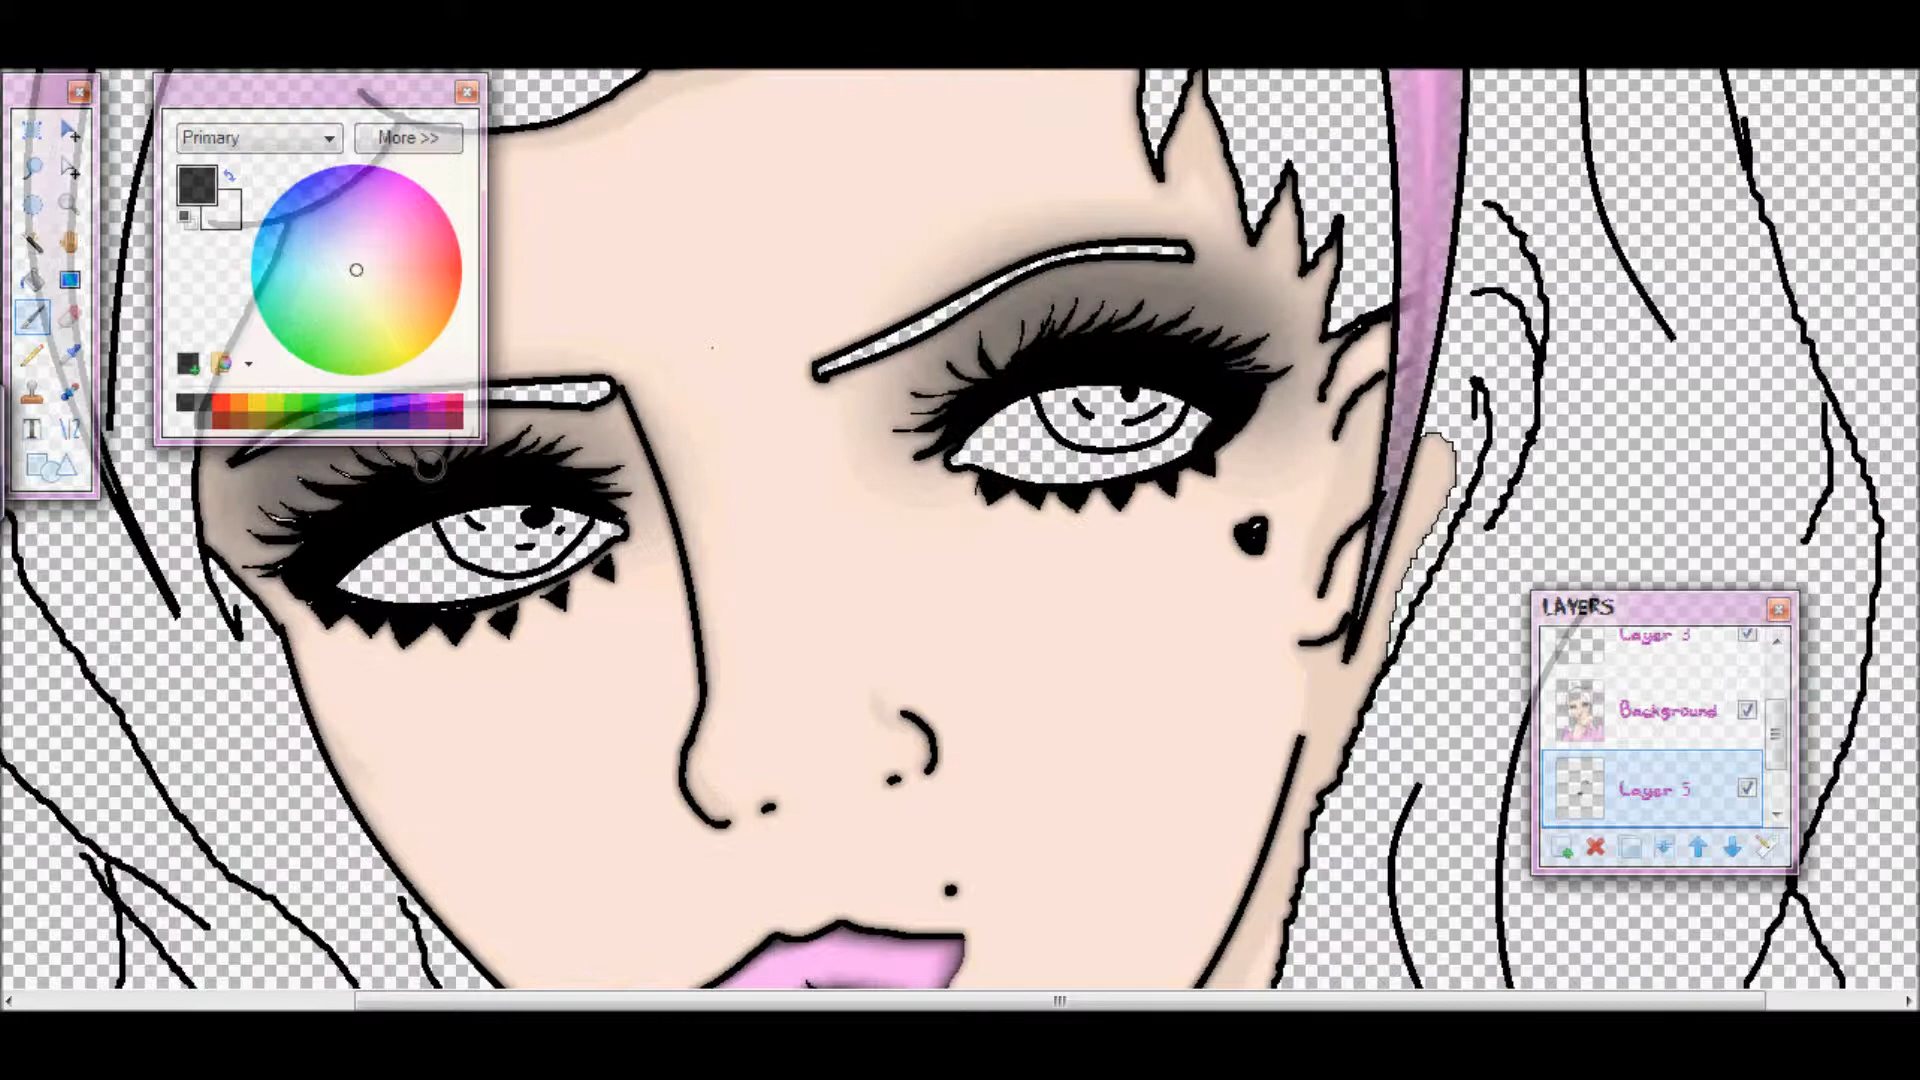 Primary
More >>
LAYERS
Layer 3
Background
Layer 5